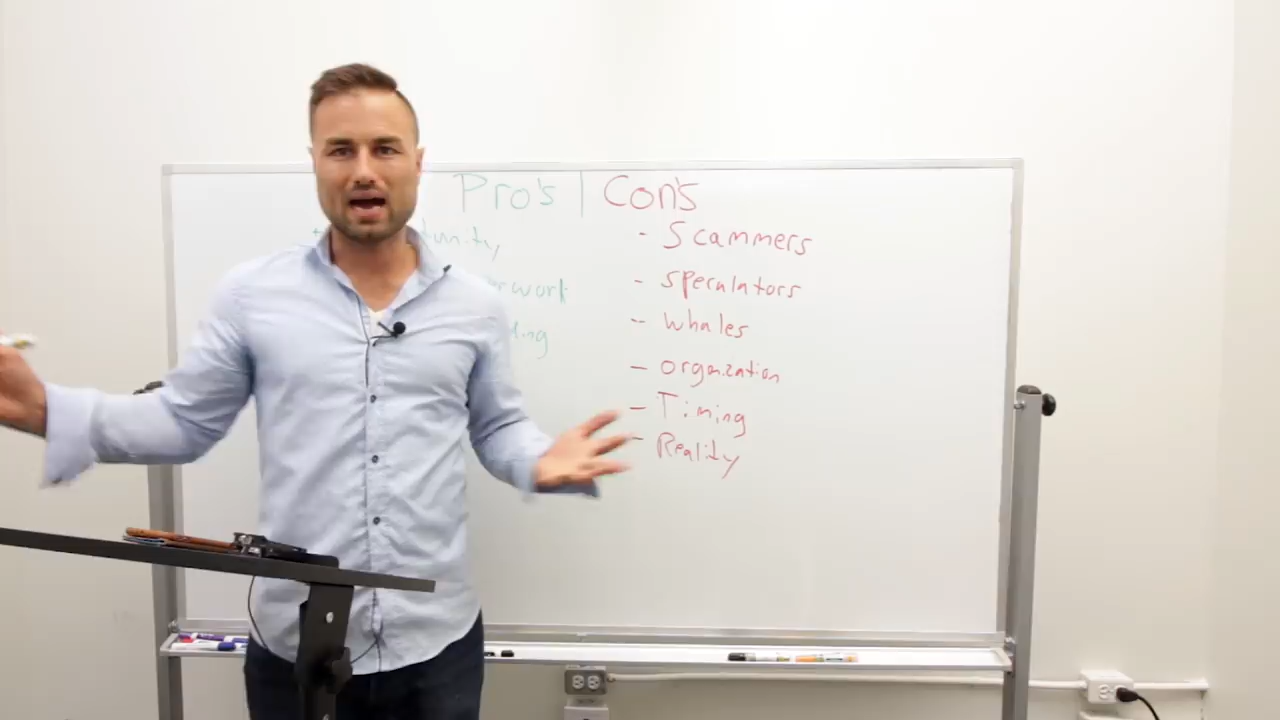 Pro's | Con's
- Scammers
- speculators
- whales
- organization
- Timing
- Reality